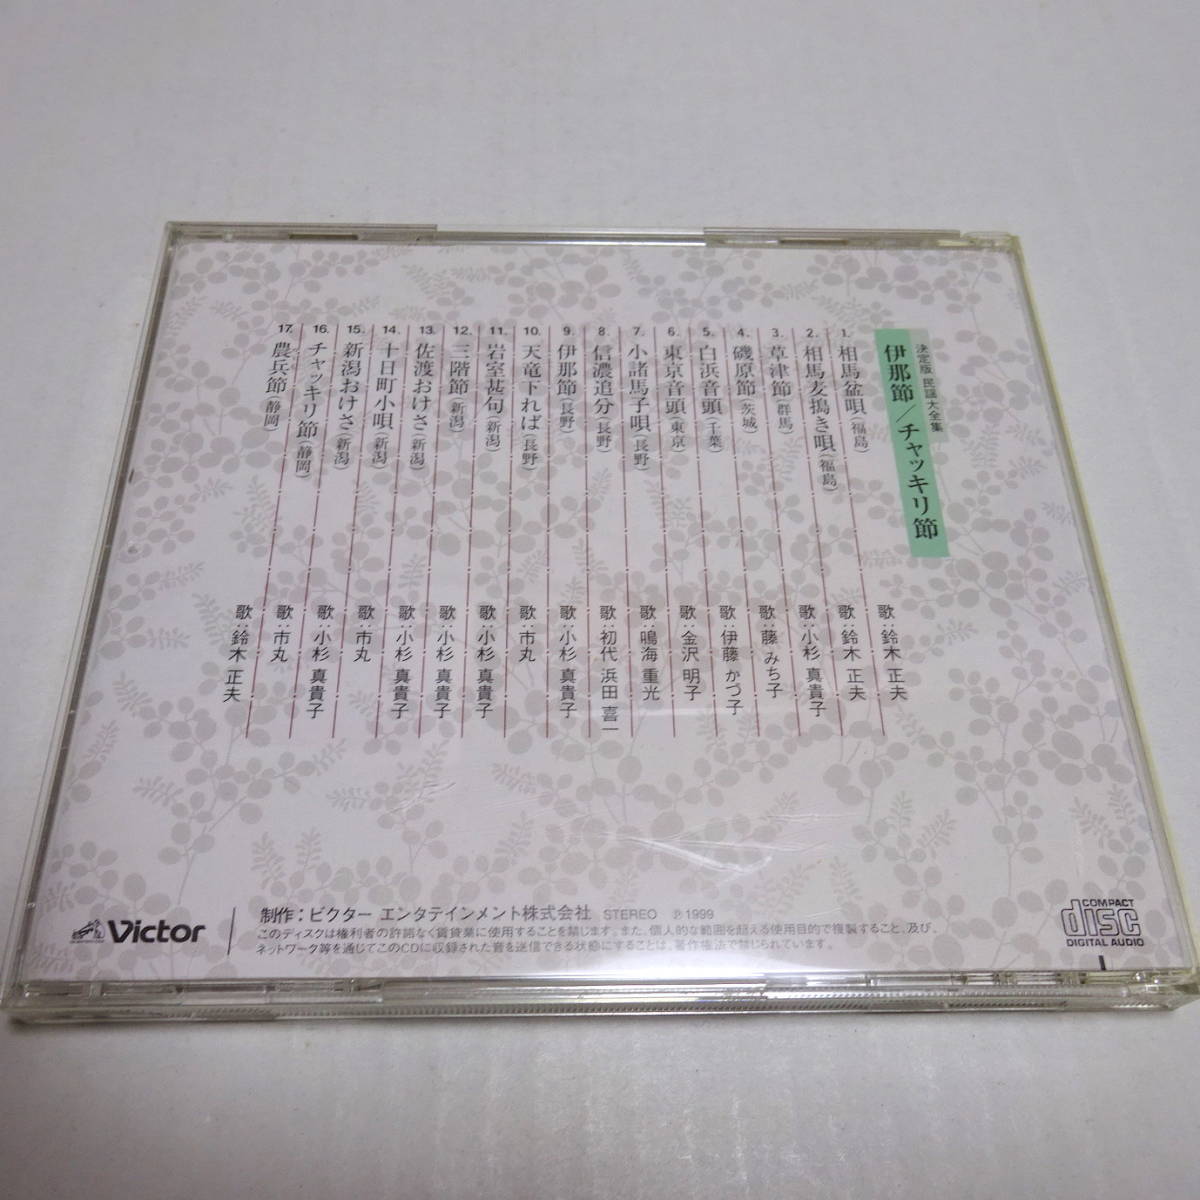 決定版 民謡大全集
伊那節／チャッキリ節
1. 相馬盆唄(福島) 歌:鈴木 正夫
2. 相馬麦搗き唄(福島) 歌:鈴木 正夫
3. 草津節(群馬) 歌:小杉 真貴子
4. 磯原節(茨城) 歌:藤 みち子
5. 白浜音頭(千葉) 歌:伊藤 かづ子
6. 東京音頭(東京) 歌:金沢 明子
7. 小諸馬子唄(長野) 歌:鳴海 重光
8. 信濃追分(長野) 歌:初代 浜田 喜一
9. 伊那節(長野) 歌:小杉 真貴子
10. 天竜下れば(長野) 歌:市丸
11. 岩室甚句(新潟) 歌:小杉 真貴子
12. 三階節(新潟) 歌:小杉 真貴子
13. 佐渡おけさ(新潟) 歌:小杉 真貴子
14. 十日町小唄(新潟) 歌:市丸
15. 新潟おけさ(新潟) 歌:小杉 真貴子
16. チャッキリ節(静岡) 歌:市丸
17. 農兵節(静岡) 歌:鈴木 正夫
Victor
制作：ビクター エンタテインメント株式会社 STEREO ℗1999
このディスクは権利者の許諾なく賃貸業に使用することを禁じます。また、個人的な範囲を超える使用目的で複製すること、及び、
ネットワーク等を通じてこのCDに収録された音を送信できる状態にすることは、著作権法で禁じられています。
COMPACT
disc
DIGITAL AUDIO